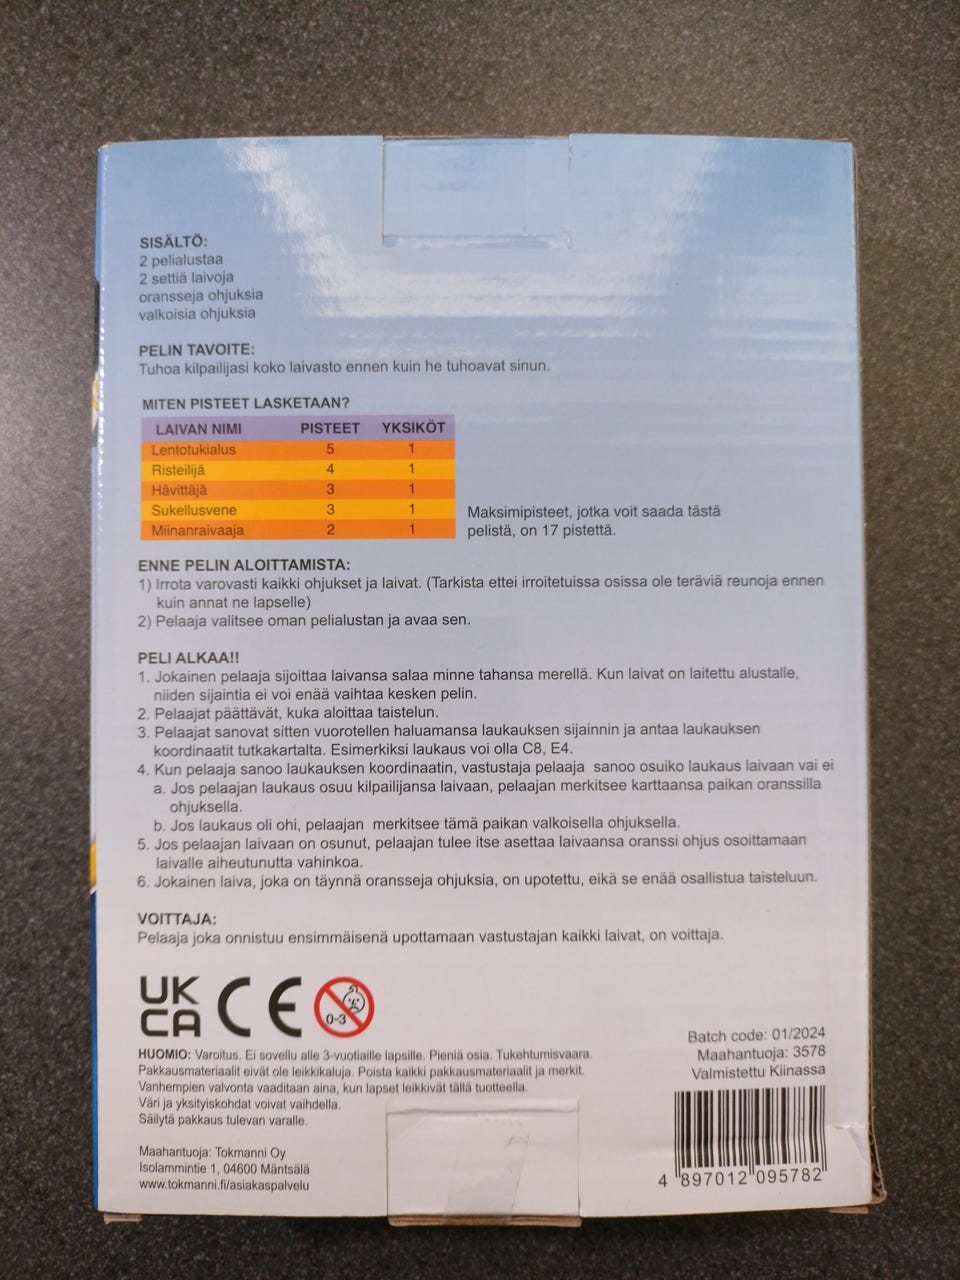 SISÄLTÖ:
2 pelialustaa
2 settiä laivoja
oransseja ohjuksia
valkoisia ohjuksia
PELIN TAVOITE:
Tuhoa kilpailijasi koko laivasto ennen kuin he tuhoavat sinun.
MITEN PISTEET LASKETAAN?
LAIVAN NIMI PISTEET YKSIKÖT
Lentotukialus 5 1
Risteilijä 4 1
Hävittäjä 3 1
Sukellusvene 3 1
Miinanraivaaja 2 1
Maksimipisteet, jotka voit saada tästä
pelistä, on 17 pistettä.
ENNE PELIN ALOITTAMISTA:
1) Irrota varovasti kaikki ohjukset ja laivat. (Tarkista ettei irroitetuissa osissa ole teräviä reunoja ennen
kuin annat ne lapselle)
2) Pelaaja valitsee oman pelialustan ja avaa sen.
PELI ALKAA!!
1. Jokainen pelaaja sijoittaa laivansa salaa minne tahansa merellä. Kun laivat on laitettu alustalle,
niiden sijaintia ei voi enää vaihtaa kesken pelin.
2. Pelaajat päättävät, kuka aloittaa taistelun.
3. Pelaajat sanovat sitten vuorotellen haluamansa laukauksen sijainnin ja antaa laukauksen
koordinaatit tutkakartalta. Esimerkiksi laukaus voi olla C8, E4.
4. Kun pelaaja sanoo laukauksen koordinaatin, vastustaja pelaaja sanoo osuiko laukaus laivaan vai ei
a. Jos pelaajan laukaus osuu kilpailijansa laivaan, pelaajan merkitsee karttaansa paikan oranssilla
ohjuksella.
b. Jos laukaus oli ohi, pelaajan merkitsee tämä paikan valkoisella ohjuksella.
5. Jos pelaajan laivaan on osunut, pelaajan tulee itse asettaa laivaansa oranssi ohjus osoittamaan
laivalle aiheutunutta vahinkoa.
6. Jokainen laiva, joka on täynnä oransseja ohjuksia, on upotettu, eikä se enää osallistua taisteluun.
VOITTAJA:
Pelaaja joka onnistuu ensimmäisenä upottamaan vastustajan kaikki laivat, on voittaja.
UK
CA
CE
0-3
HUOMIO: Varoitus. Ei sovellu alle 3-vuotiaille lapsille. Pieniä osia. Tukehtumisvaara.
Pakkausmateriaalit eivät ole leikkikaluja. Poista kaikki pakkausmateriaalit ja merkit.
Vanhempien valvonta vaaditaan aina, kun lapset leikkivät tällä tuotteella.
Väri ja yksityiskohdat voivat vaihdella.
Säilytä pakkaus tulevan varalle.
Maahantuoja: Tokmanni Oy
Isolammintie 1, 04600 Mäntsälä
www.tokmanni.fi/asiakaspalvelu
Batch code: 01/2024
Maahantuoja: 3578
Valmistettu Kiinassa
4 897012 095782